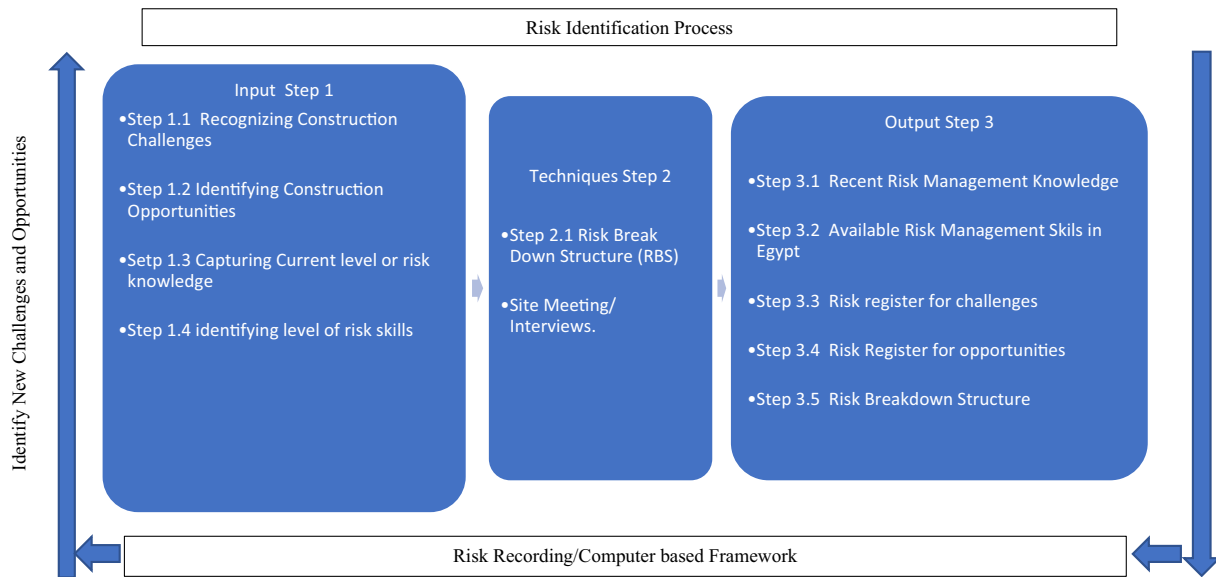 Risk Identification Process
Identify New Challenges and Opportunities
Input Step 1
•Step 1.1 Recognizing Construction
Challenges
•Step 1.2 Identifying Construction
Opportunities
•Setp 1.3 Capturing Current level or risk
knowledge
•Step 1.4 identifying level of risk skills
Techniques Step 2
•Step 2.1 Risk Break
Down Structure (RBS)
•Site Meeting/
Interviews.
Output Step 3
•Step 3.1 Recent Risk Management Knowledge
•Step 3.2 Available Risk Management Skils in
Egypt
•Step 3.3 Risk register for challenges
•Step 3.4 Risk Register for opportunities
•Step 3.5 Risk Breakdown Structure
Risk Recording/Computer based Framework